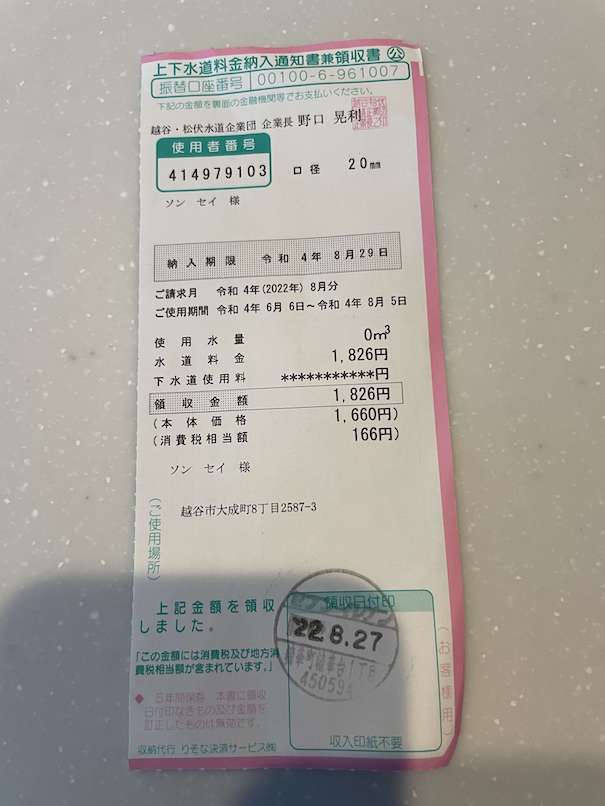 上下水道料金納入通知書兼領収書 公
振替口座番号 00100-6-961007
下記の金額を裏面の金融機関等でお支払いください。
越谷・松伏水道企業団 企業長 野口 晃利
使用者番号
414979103
口径 20mm
ソン セイ 様
納入期限 令和 4年 8月29日
ご請求月 令和 4年(2022年) 8月分
ご使用期間 令和 4年 6月 6日~令和 4年 8月 5日
使用水量 0m³
水道料金 1,826円
下水道使用料 ***********円
領収金額 1,826円
(本体価格 1,660円)
(消費税相当額 166円)
ソン セイ 様
(ご使用場所)
越谷市大成町8丁目2587-3
上記金額を領収
しました。
「この金額には消費税及び地方消
費税相当額が含まれています。」
◆ 5年間保存 本書に領収
日付印なきもの及び金額を
訂正したものは無効です。
収納代行 りそな決済サービス㈱
領収日付印
22.8.27
45059
収入印紙不要
(お客様用)